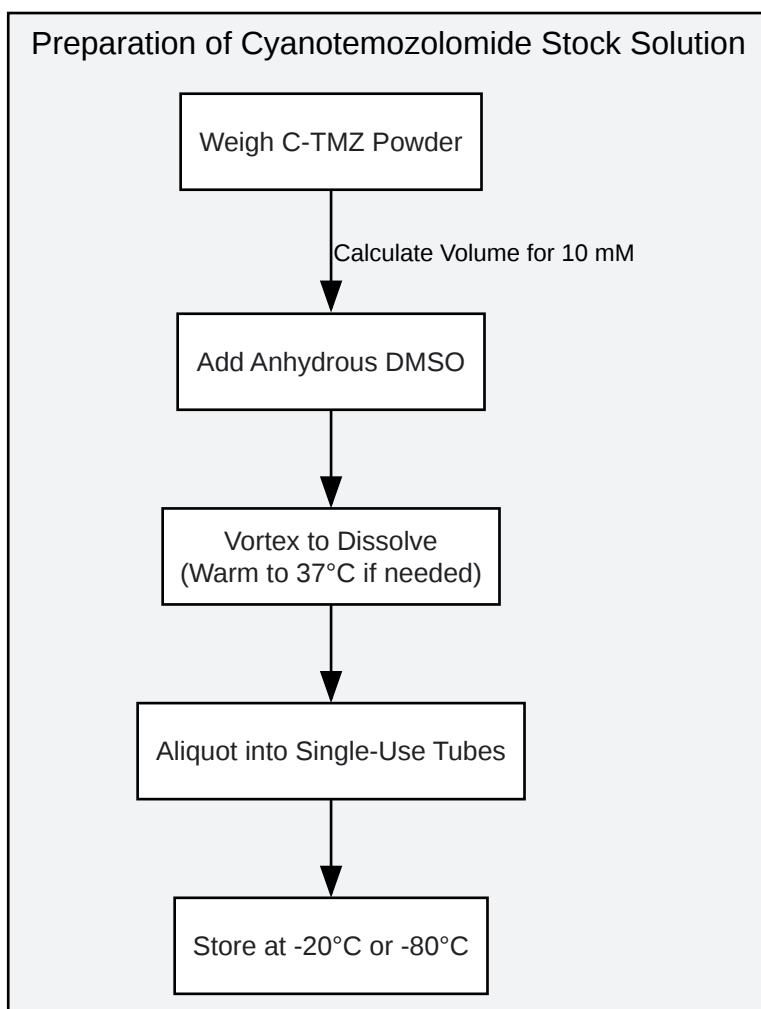 Preparation of Cyanotemozolomide Stock Solution
Weigh C-TMZ Powder
Calculate Volume for 10 mM
Add Anhydrous DMSO
Vortex to Dissolve
(Warm to 37°C if needed)
Aliquot into Single-Use Tubes
Store at -20°C or -80°C